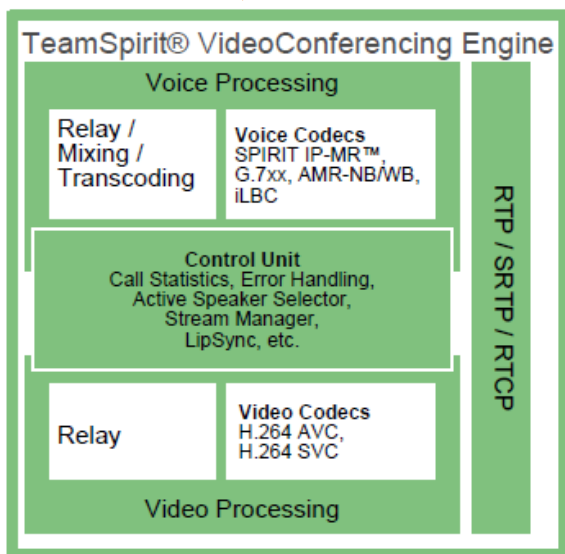 TeamSpirit® VideoConferencing Engine
Voice Processing
Relay /
Mixing /
Transcoding
Voice Codecs
SPIRIT IP-MR™,
G.7xx, AMR-NB/WB,
iLBC
Control Unit
Call Statistics, Error Handling,
Active Speaker Selector,
Stream Manager,
LipSync, etc.
Relay
Video Codecs
H.264 AVC,
H.264 SVC
Video Processing
RTP / SRTP / RTCP